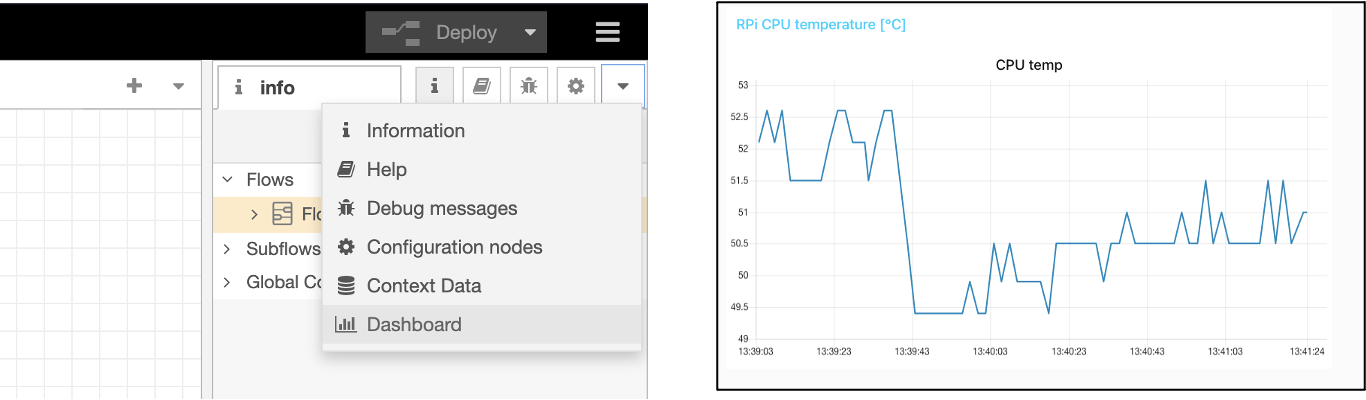 Deploy
info
Information
Help
Debug messages
Configuration nodes
Context Data
Dashboard
Flows
Subflows
Global
RPi CPU temperature [°C]
CPU temp
53
52.5
52
51.5
51
50.5
50
49.5
49
13:39:03 13:39:23 13:39:43 13:40:03 13:40:23 13:40:43 13:41:03 13:41:24